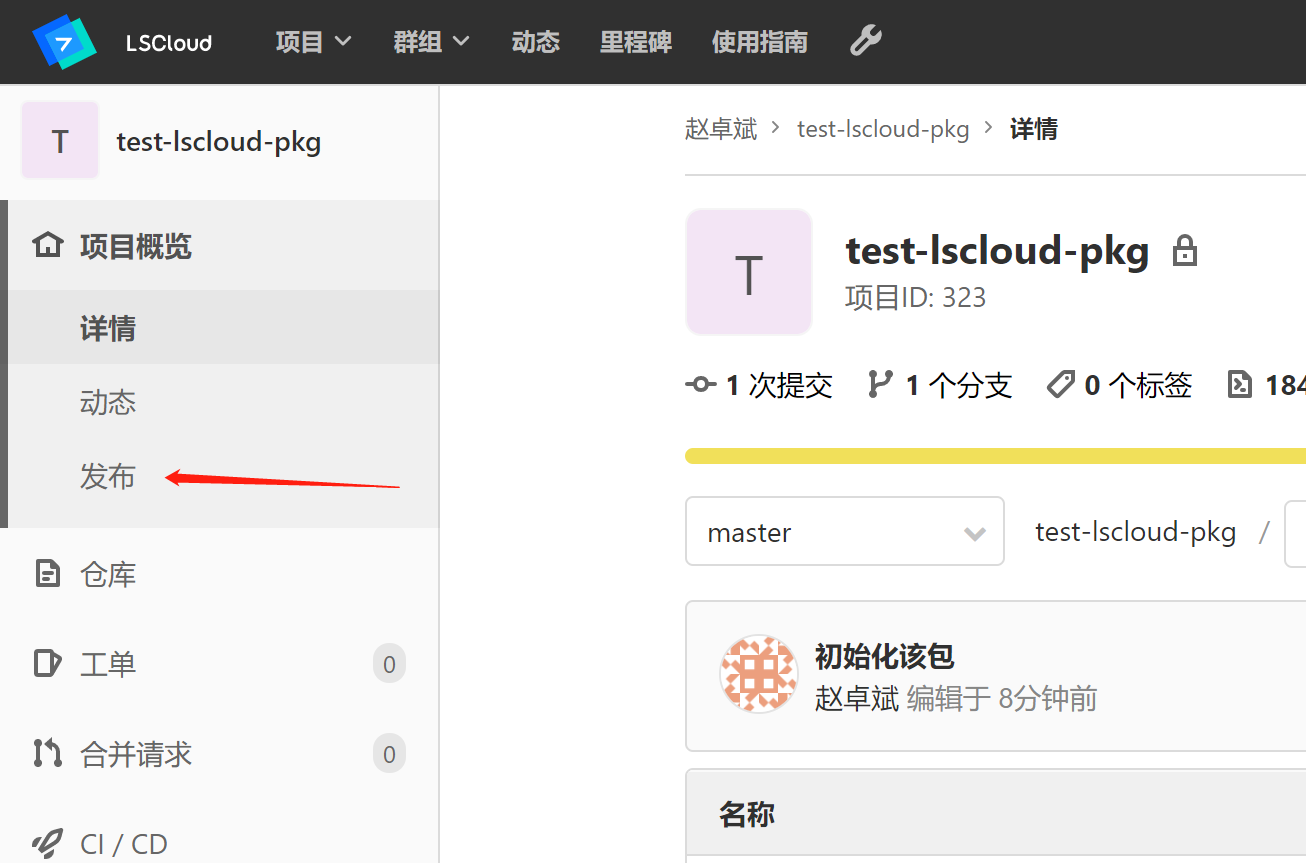 LSCloud 项目 群组 动态 里程碑 使用指南
T test-lscloud-pkg
项目概览
详情
动态
发布
仓库
工单 0
合并请求 0
CI / CD
赵卓斌 > test-lscloud-pkg > 详情
T
test-lscloud-pkg
项目ID: 323
1 次提交 1 个分支 0 个标签 184
master test-lscloud-pkg /
初始化该包
赵卓斌 编辑于 8分钟前
名称